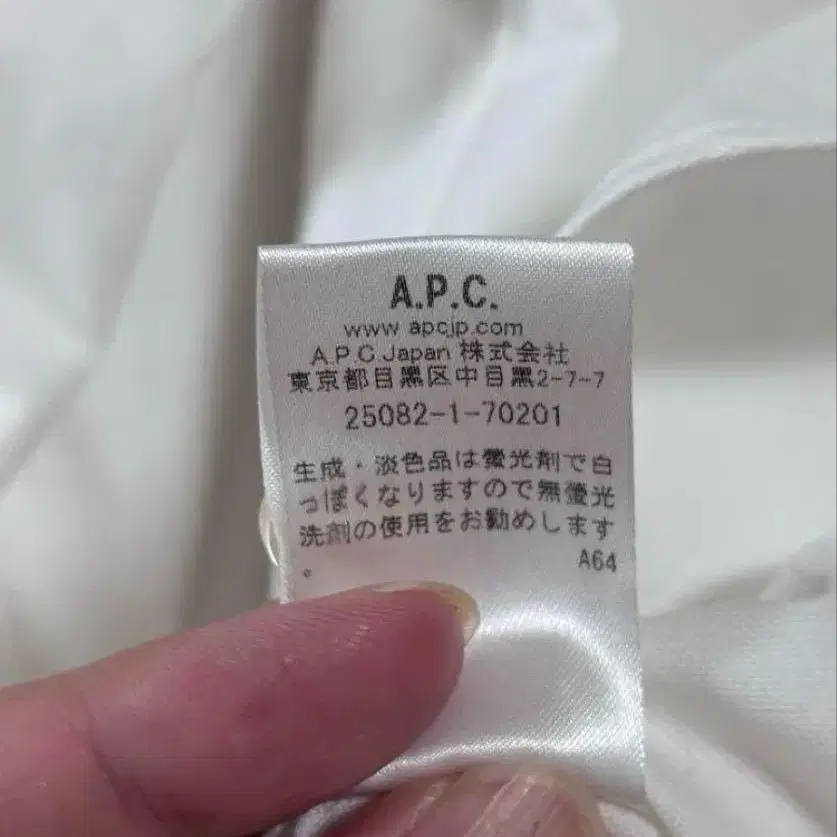 A.P.C.
www apcjp.com
A.P.C.Japan 株式会社
東京都目黒区中目黒2-7-7
25082-1-70201
生成・淡色品は螢光剤で白
っぽくなりますので無螢光
洗剤の使用をお勧めします
。
A64